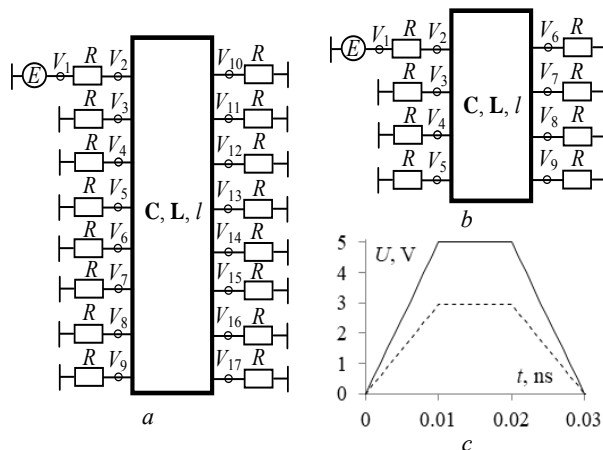 E V1 R V2 V10 R
R V3 V11 R
R V4 V12 R
R V5 V13 R
R V6 V14 R
R V7 V15 R
R V8 V16 R
R V9 V17 R
C, L, l
a
E V1 R V2 V6 R
R V3 V7 R
R V4 V8 R
R V5 V9 R
C, L, l
b
U, V
5
4
3
2
1
0
t, ns
0 0.01 0.02 0.03
c